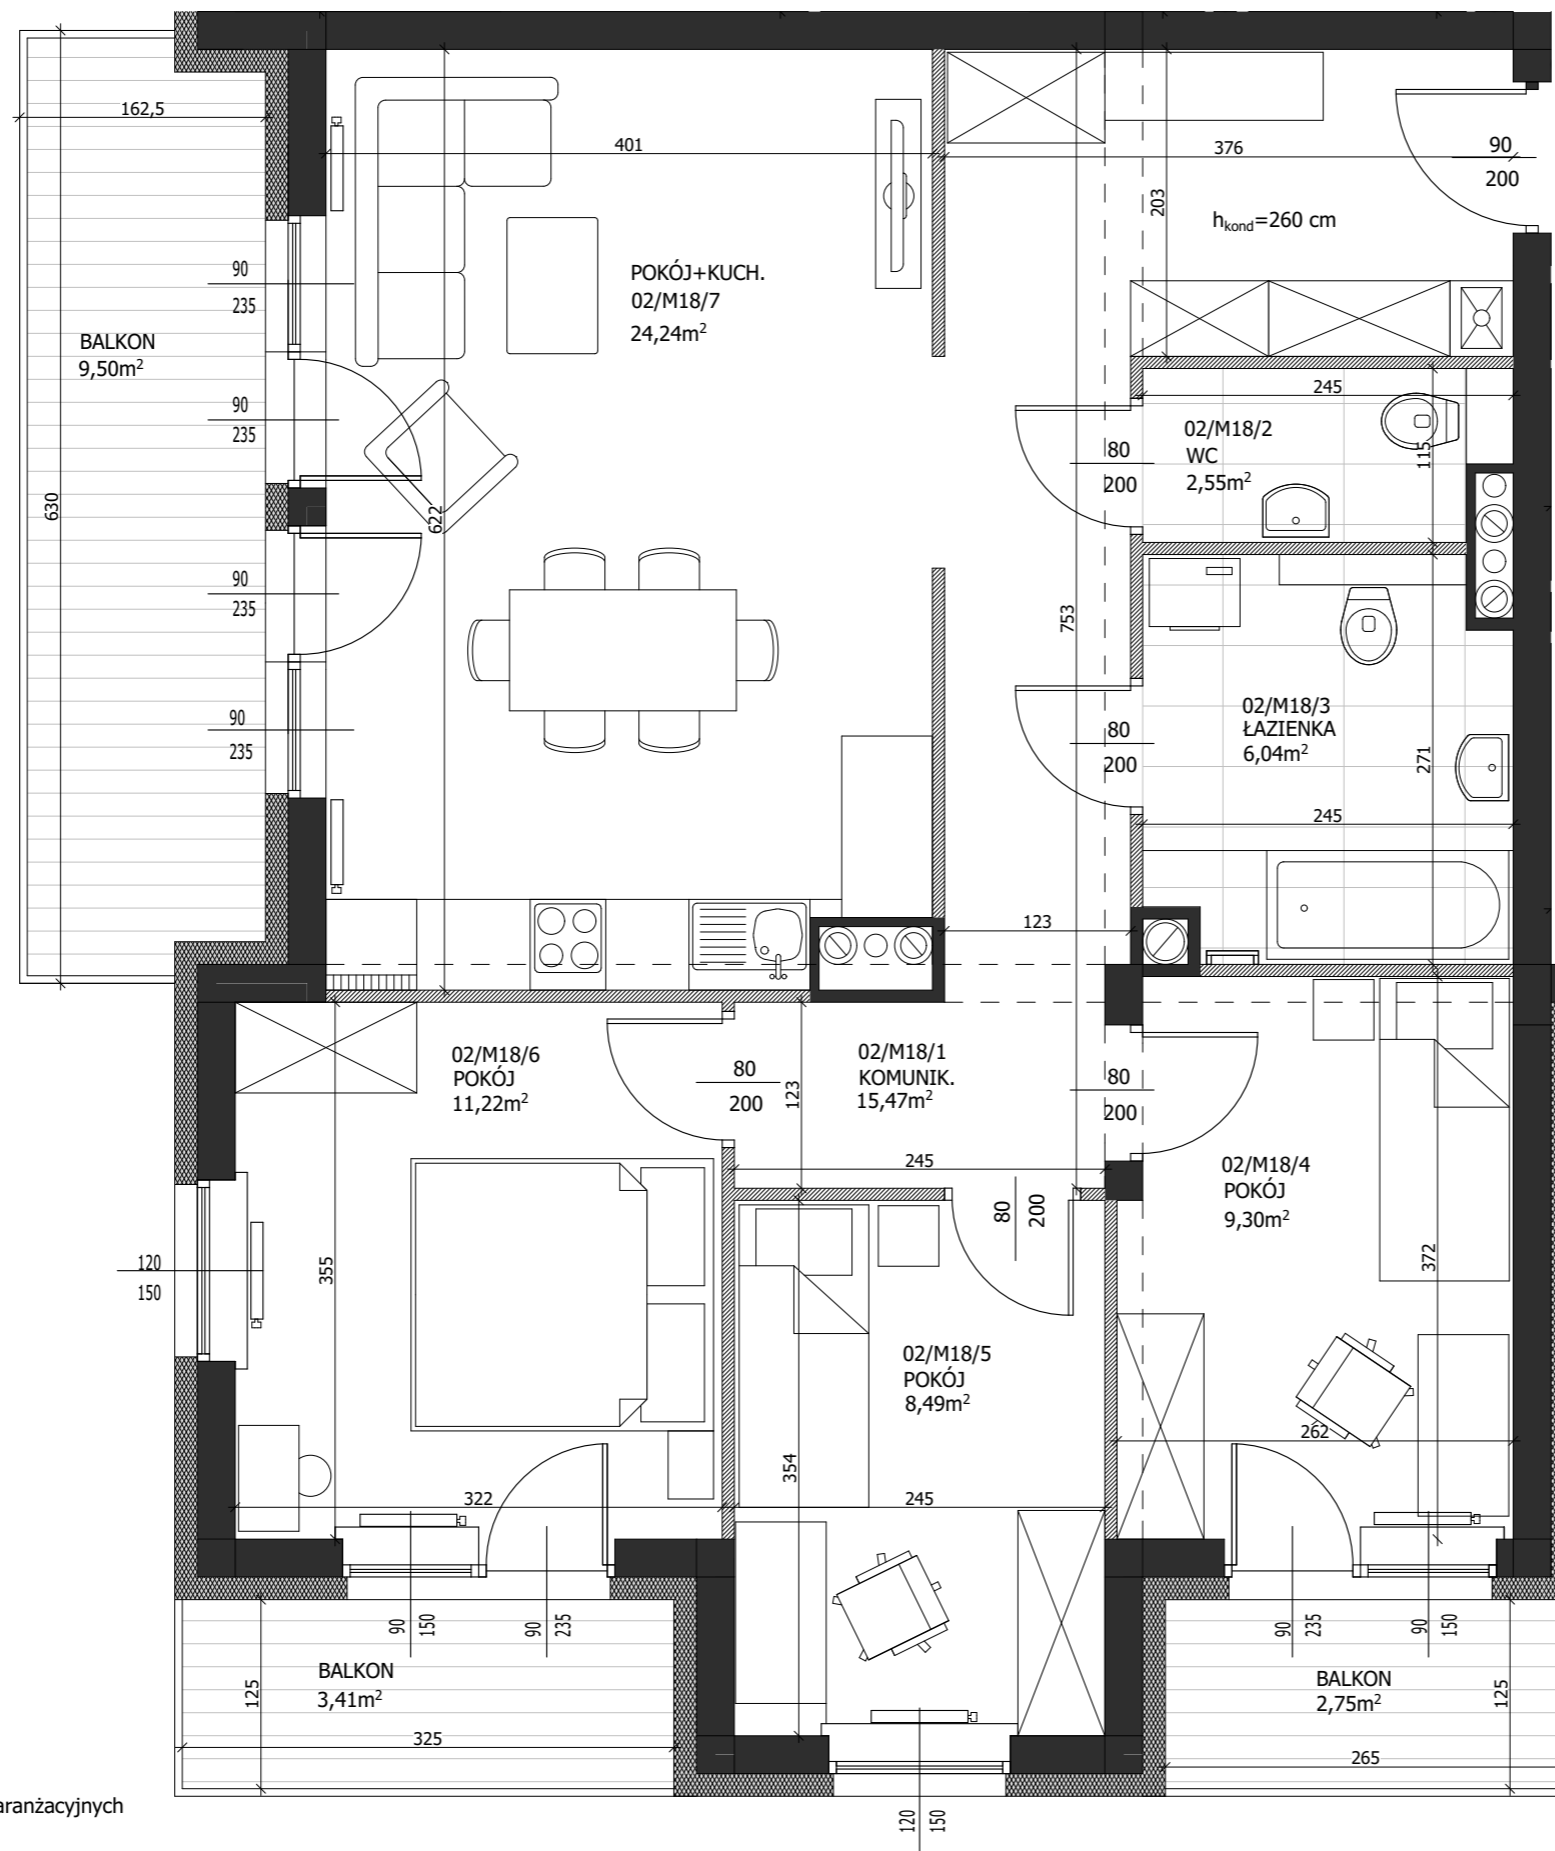 162,5
401
376
90
200
203
h_kond=260 cm
POKÓJ+KUCH.
02/M18/7
24,24m²
90
235
BALKON
9,50m²
90
235
245
02/M18/2
WC
2,55m²
115
80
200
630
622
90
235
753
90
235
02/M18/3
ŁAZIENKA
6,04m²
80
200
271
245
123
02/M18/6
POKÓJ
11,22m²
80
200
123
02/M18/1
KOMUNIK.
15,47m²
80
200
245
02/M18/4
POKÓJ
9,30m²
80
200
120
150
355
372
02/M18/5
POKÓJ
8,49m²
354
262
322
245
90
150
90
235
90
235
90
150
BALKON
3,41m²
125
325
BALKON
2,75m²
125
265
120
150
aranżacyjnych